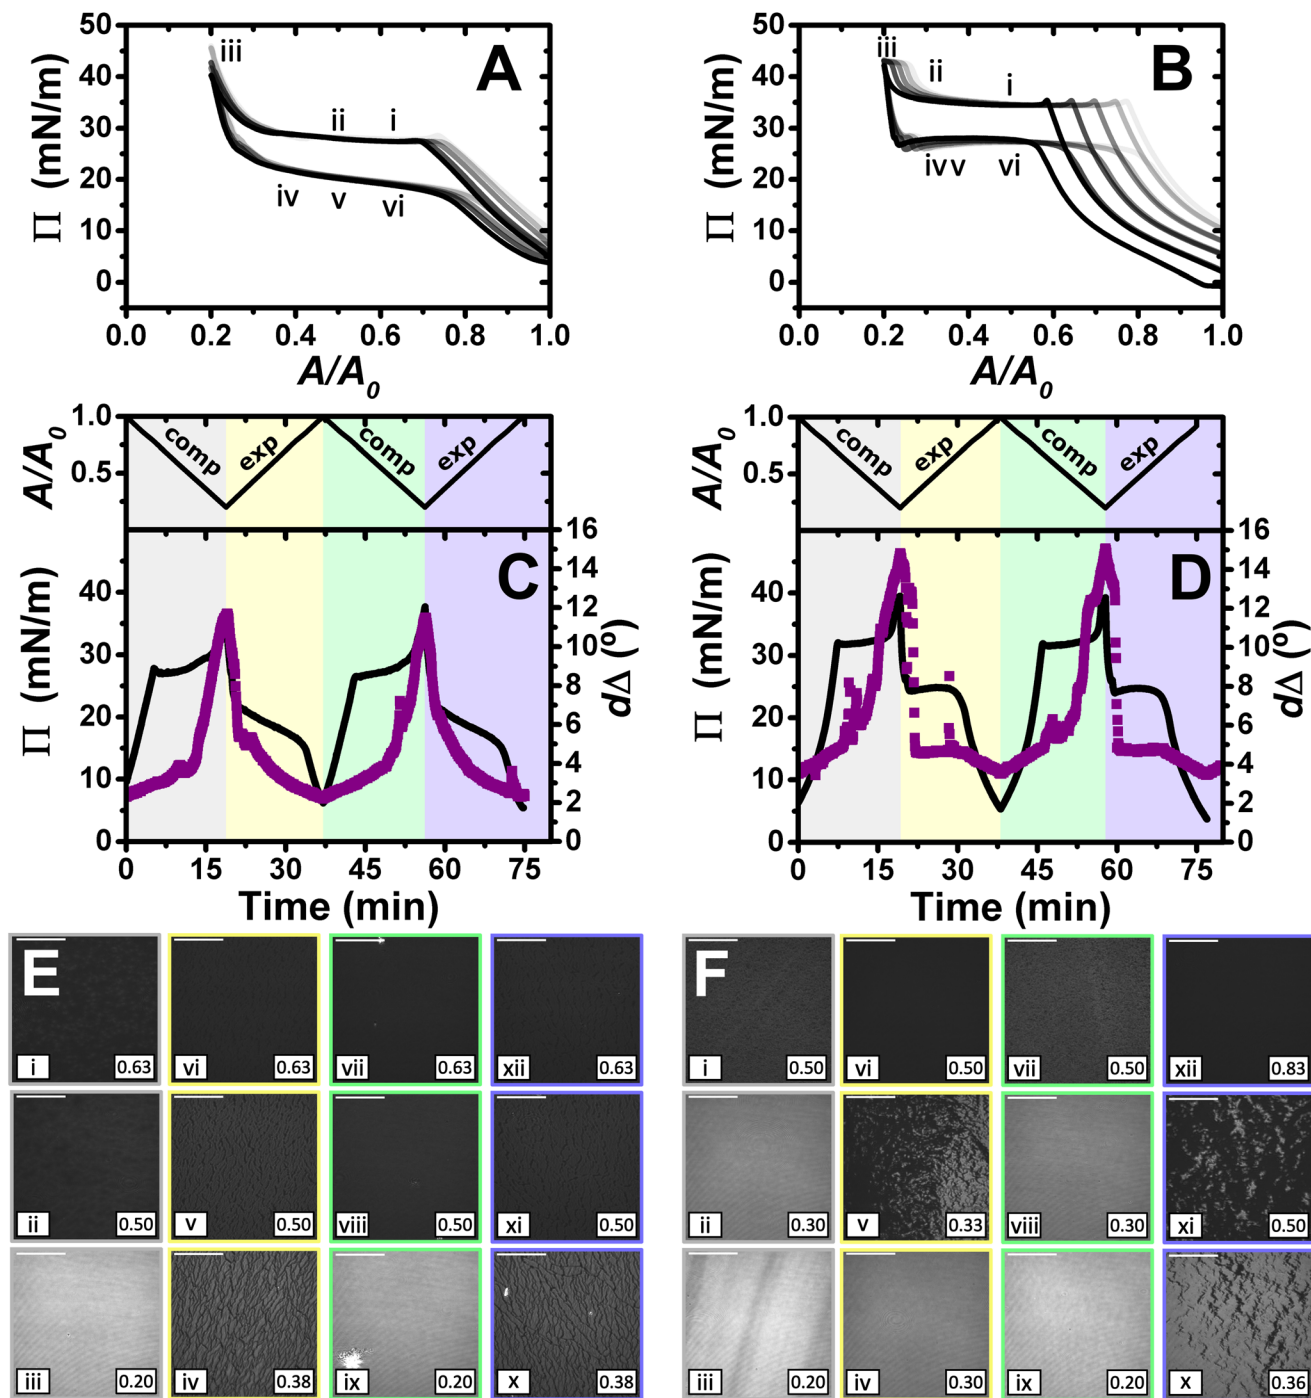 A
50
40
30
20
10
0
Π (mN/m)
iii
ii
i
iv
v
vi
0.0
0.2
0.4
0.6
0.8
1.0
A/A0
B
50
40
30
20
10
0
Π (mN/m)
iii
ii
i
iv
v
vi
0.0
0.2
0.4
0.6
0.8
1.0
A/A0
1.0
0.5
A/A0
comp
exp
comp
exp
C
40
30
20
10
0
Π (mN/m)
16
14
12
10
8
6
4
2
0
dΔ (º)
0
15
30
45
60
75
Time (min)
1.0
0.5
A/A0
comp
exp
comp
exp
D
40
30
20
10
0
Π (mN/m)
16
14
12
10
8
6
4
2
0
dΔ (º)
0
15
30
45
60
75
Time (min)
E
i 0.63
vi 0.63
vii 0.63
xii 0.63
ii 0.50
v 0.50
viii 0.50
xi 0.50
iii 0.20
iv 0.38
ix 0.20
x 0.38
F
i 0.50
vi 0.50
vii 0.50
xii 0.83
ii 0.30
v 0.33
viii 0.30
xi 0.50
iii 0.20
iv 0.30
ix 0.20
x 0.36